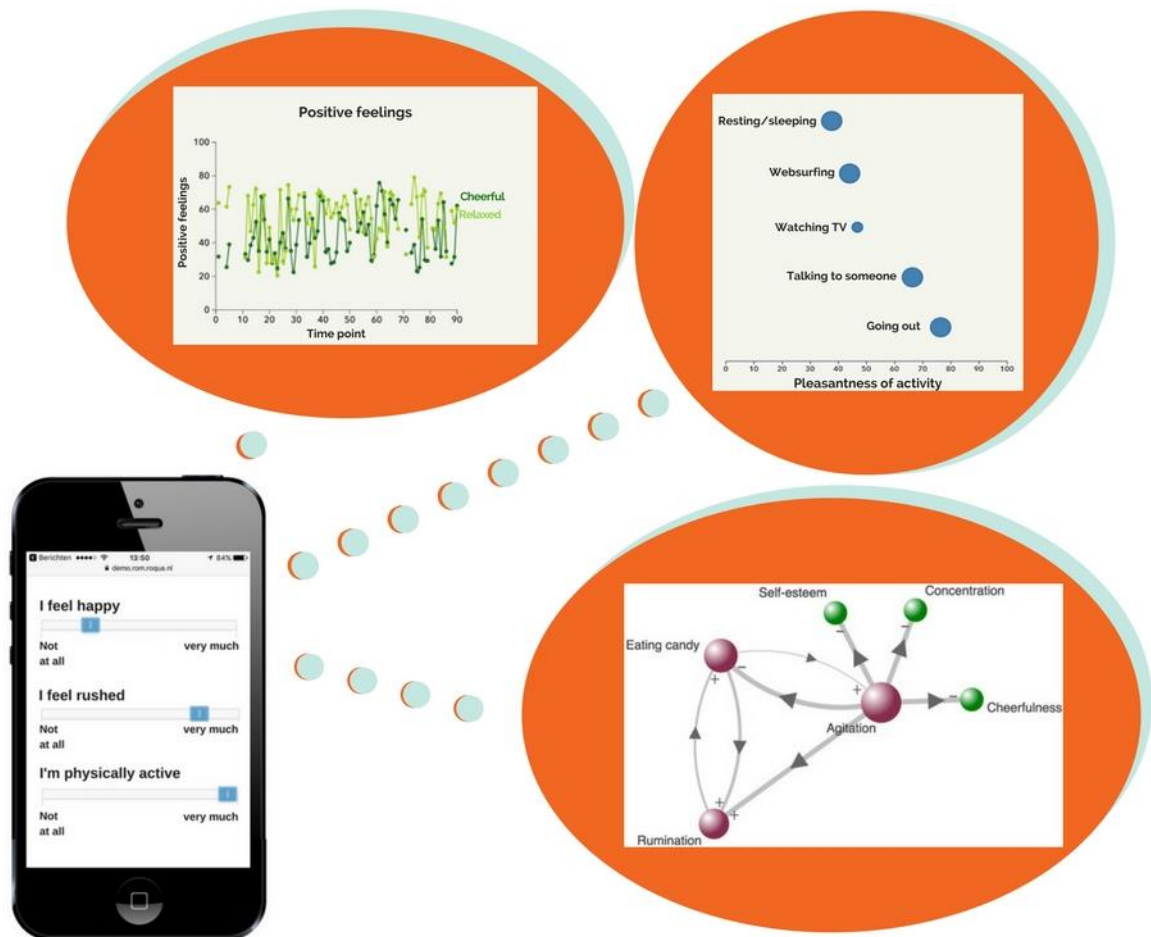 Positive feelings
100
80
60
40
20
0
Positive feelings
Cheerful
Relaxed
0 10 20 30 40 50 60 70 80 90
Time point
Resting/sleeping
Websurfing
Watching TV
Talking to someone
Going out
0 10 20 30 40 50 60 70 80 90 100
Pleasantness of activity
Berichten 13:50 64%
demo.rom.roqua.nl
I feel happy
Not very much
at all
I feel rushed
Not very much
at all
I'm physically active
Not very much
at all
Self-esteem
Concentration
Eating candy
Cheerfulness
Agitation
Rumination